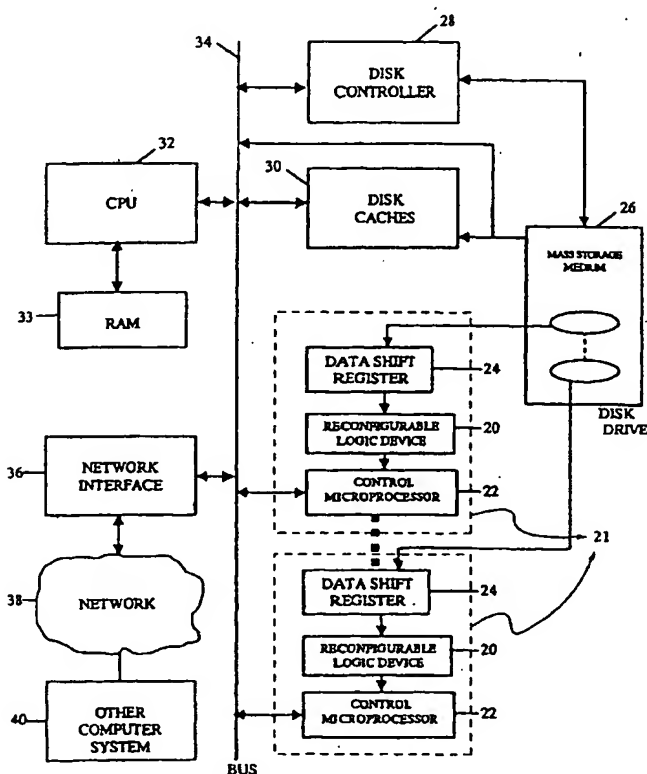 34
28
DISK
CONTROLLER
32
CPU
30
DISK
CACHES
26
MASS STORAGE
MEDIUM
33
RAM
DATA SHIFT
REGISTER
24
DISK
DRIVE
RECONFIGURABLE
LOGIC DEVICE
20
36
NETWORK
INTERFACE
CONTROL
MICROPROCESSOR
22
21
38
NETWORK
DATA SHIFT
REGISTER
24
RECONFIGURABLE
LOGIC DEVICE
20
40
OTHER
COMPUTER
SYSTEM
CONTROL
MICROPROCESSOR
22
BUS